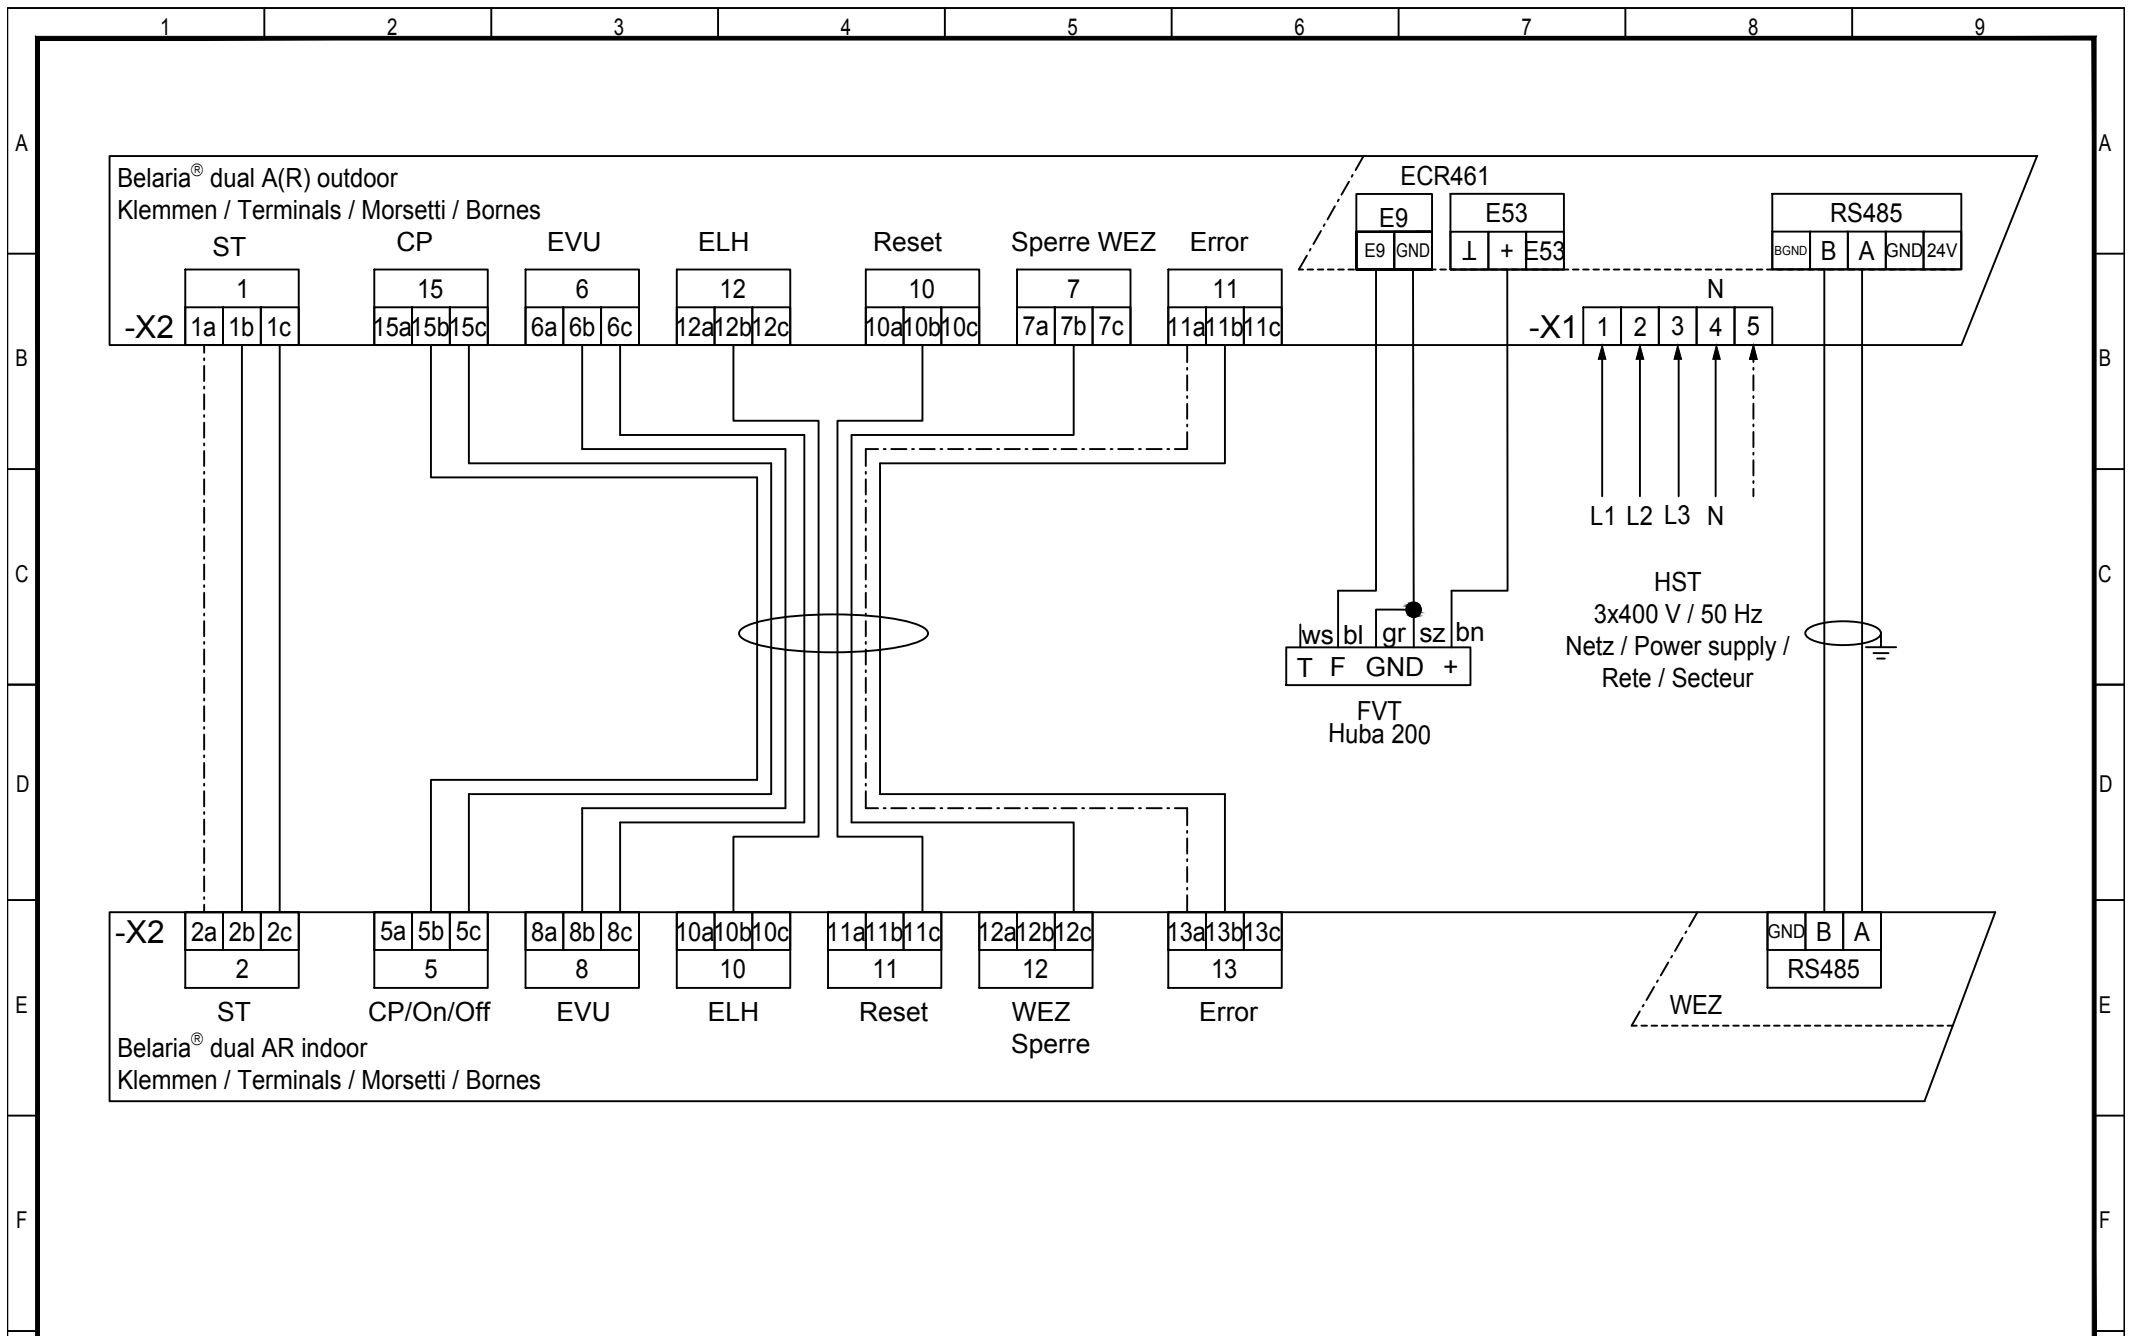 1 2 3 4 5 6 7 8 9
A A
Belaria® dual A(R) outdoor
Klemmen / Terminals / Morsetti / Bornes
ECR461
E9 E53 RS485
E9 GND ⊥ + E53 BGND B A GND 24V
ST CP EVU ELH Reset Sperre WEZ Error
1 15 6 12 10 7 11 N
-X2 1a 1b 1c 15a 15b 15c 6a 6b 6c 12a 12b 12c 10a 10b 10c 7a 7b 7c 11a 11b 11c -X1 1 2 3 4 5
B B
L1 L2 L3 N
C C
HST
3x400 V / 50 Hz
Netz / Power supply /
Rete / Secteur
ws bl gr sz bn
T F GND +
FVT
Huba 200
D D
-X2 2a 2b 2c 5a 5b 5c 8a 8b 8c 10a 10b 10c 11a 11b 11c 12a 12b 12c 13a 13b 13c GND B A
2 5 8 10 11 12 13 RS485
E E
ST CP/On/Off EVU ELH Reset WEZ Error WEZ
Sperre
Belaria® dual AR indoor
Klemmen / Terminals / Morsetti / Bornes
F F